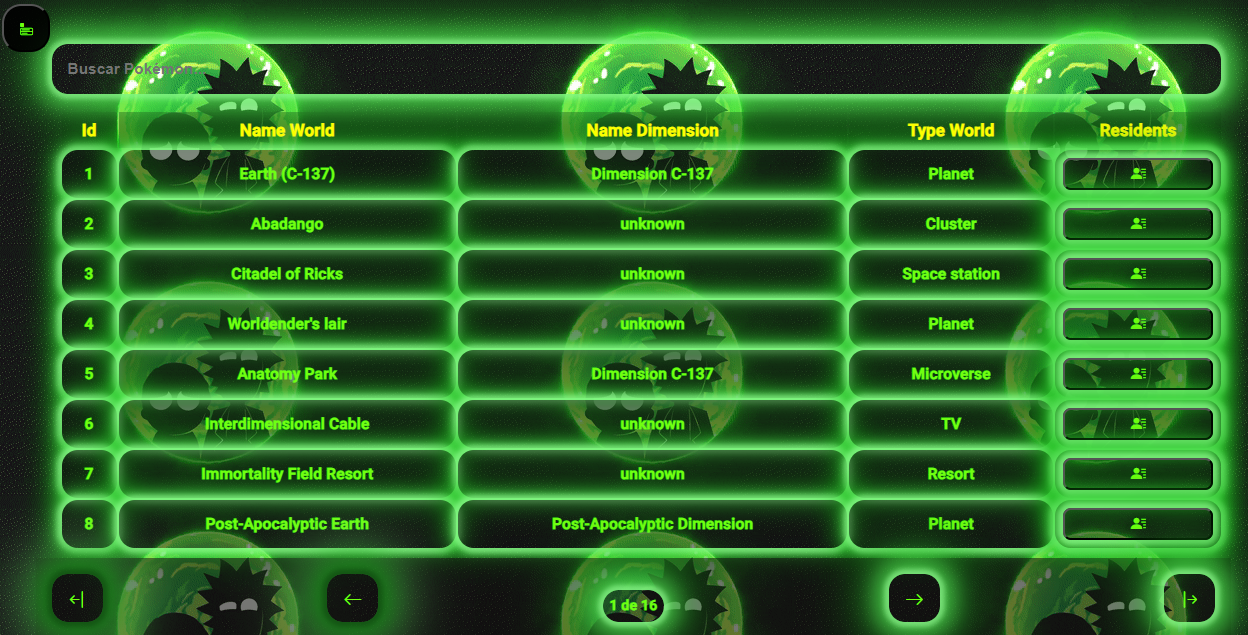 Buscar Pokémon...
Id Name World Name Dimension Type World Residents
1 Earth (C-137) Dimension C-137 Planet
2 Abadango unknown Cluster
3 Citadel of Ricks unknown Space station
4 Worldender's lair unknown Planet
5 Anatomy Park Dimension C-137 Microverse
6 Interdimensional Cable unknown TV
7 Immortality Field Resort unknown Resort
8 Post-Apocalyptic Earth Post-Apocalyptic Dimension Planet
1 de 16